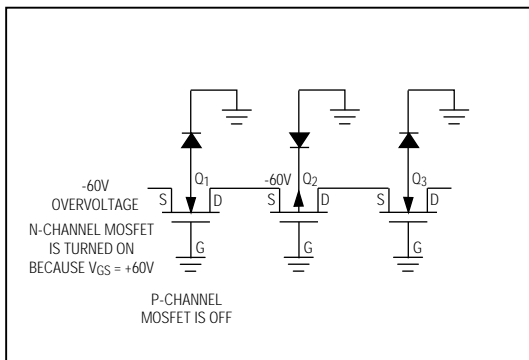 -60V
OVERVOLTAGE
N-CHANNEL MOSFET
IS TURNED ON
BECAUSE VGS = +60V
S
Q1
D
G
-60V
S
Q2
D
G
S
Q3
D
G
P-CHANNEL
MOSFET IS OFF